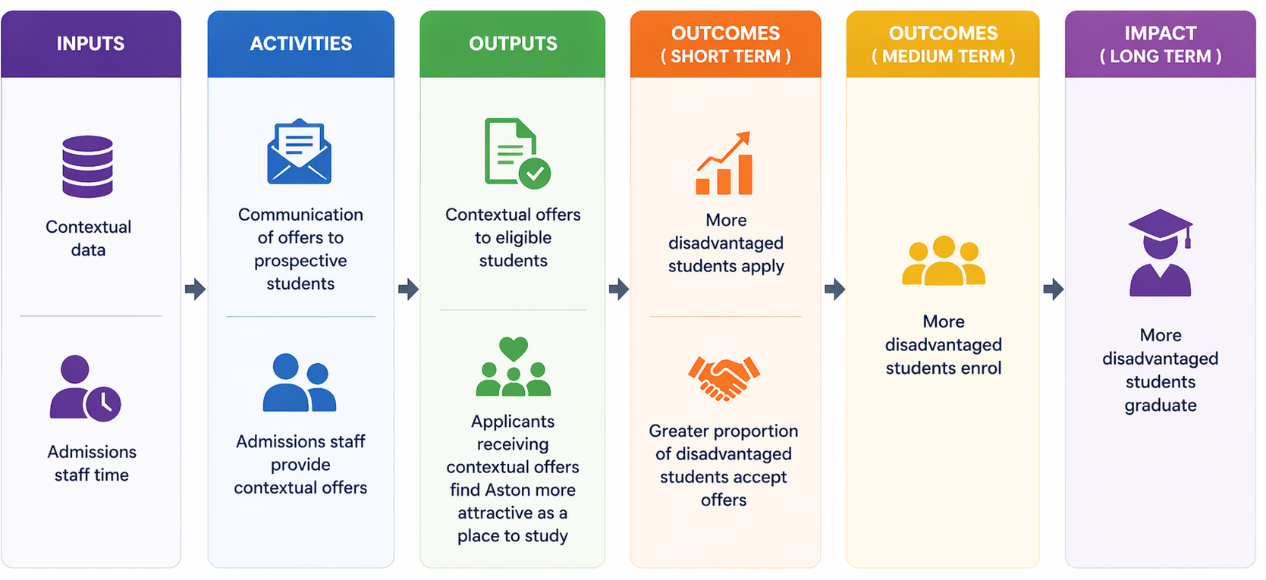 INPUTS
Contextual
data
Admissions
staff time
ACTIVITIES
Communication
of offers to
prospective
students
Admissions staff
provide
contextual offers
OUTPUTS
Contextual offers
to eligible
students
Applicants
receiving
contextual offers
find Aston more
attractive as a
place to study
OUTCOMES
( SHORT TERM )
More
disadvantaged
students apply
Greater proportion
of disadvantaged
students accept
offers
OUTCOMES
( MEDIUM TERM )
More
disadvantaged
students enrol
IMPACT
( LONG TERM )
More
disadvantaged
students
graduate